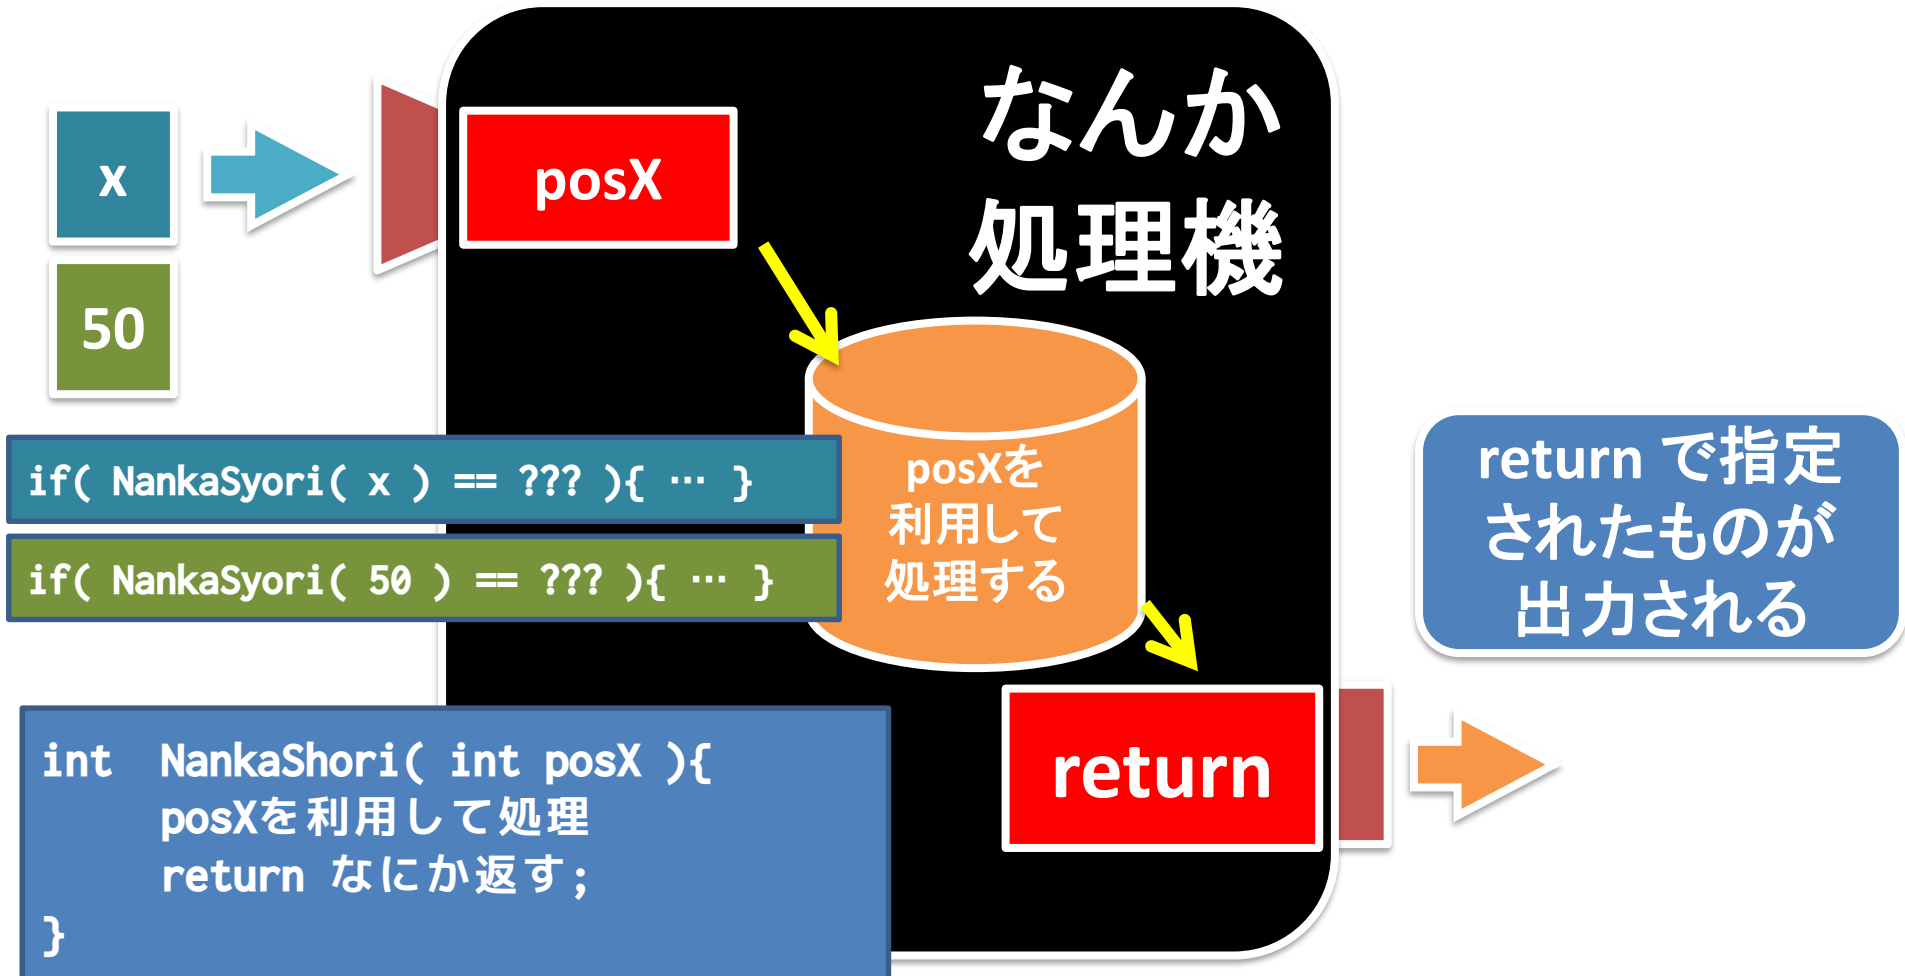 なんか
処理機
x
posX
50
posXを
利用して
処理する
if( NankaSyori( x ) == ??? ){ … }
if( NankaSyori( 50 ) == ??? ){ … }
return で指定
されたものが
出力される
return
int  NankaShori( int posX ){
posXを利用して処理
return なにか返す;
}